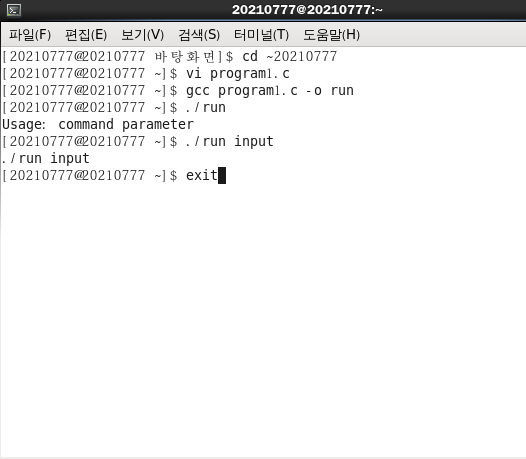 20210777@20210777:~
파일(F) 편집(E) 보기(V) 검색(S) 터미널(T) 도움말(H)
[20210777@20210777 바탕화면]$ cd ~20210777
[20210777@20210777 ~]$ vi program1.c
[20210777@20210777 ~]$ gcc program1.c -o run
[20210777@20210777 ~]$ ./run
Usage: command parameter
[20210777@20210777 ~]$ ./run input
./run input
[20210777@20210777 ~]$ exit